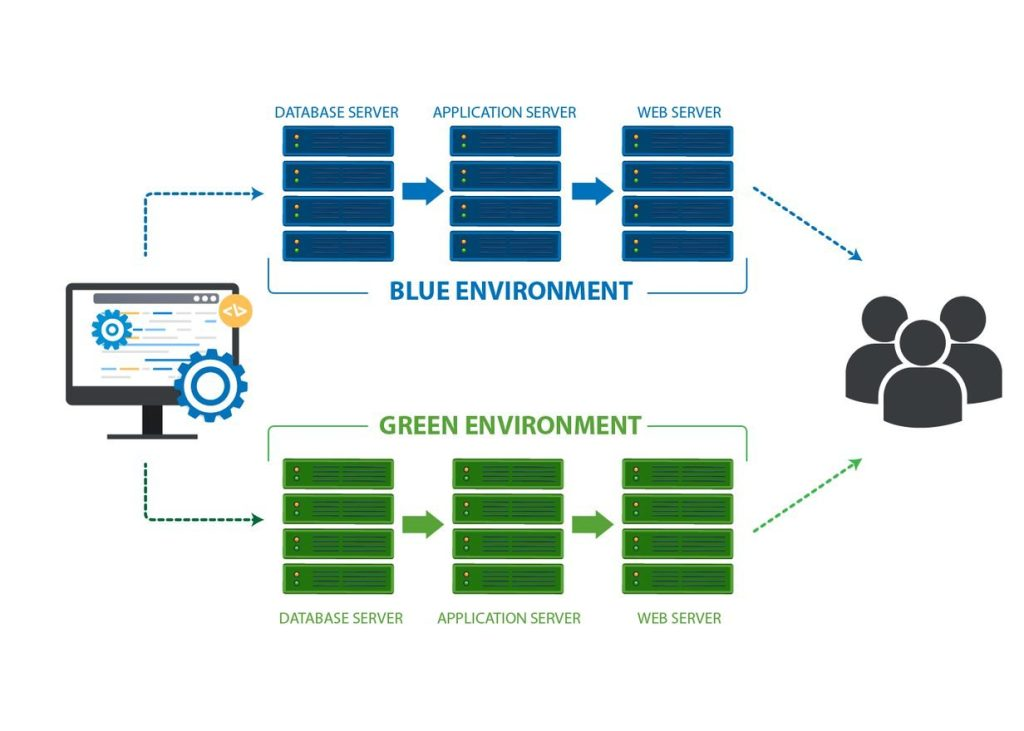 DATABASE SERVER
APPLICATION SERVER
WEB SERVER
BLUE ENVIRONMENT
</>
GREEN ENVIRONMENT
DATABASE SERVER
APPLICATION SERVER
WEB SERVER